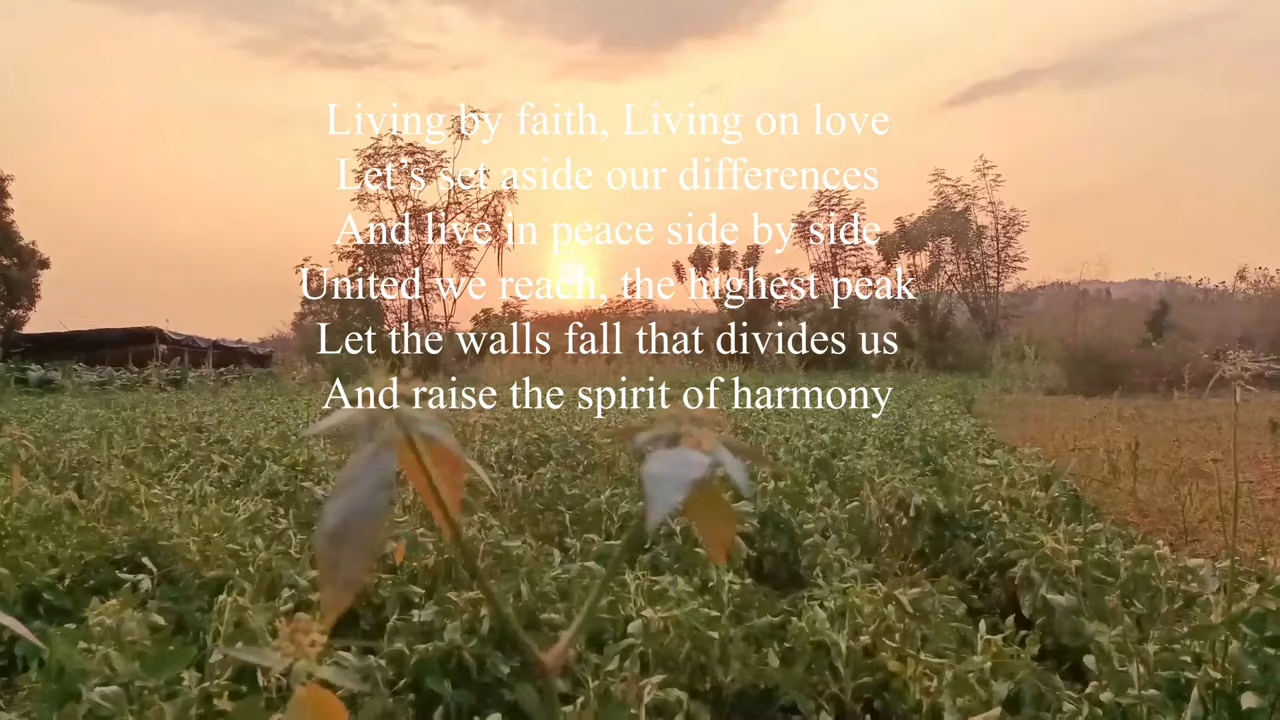 Living by faith, Living on love
Let's set aside our differences
And live in peace side by side
United we reach, the highest peak
Let the walls fall that divides us
And raise the spirit of harmony